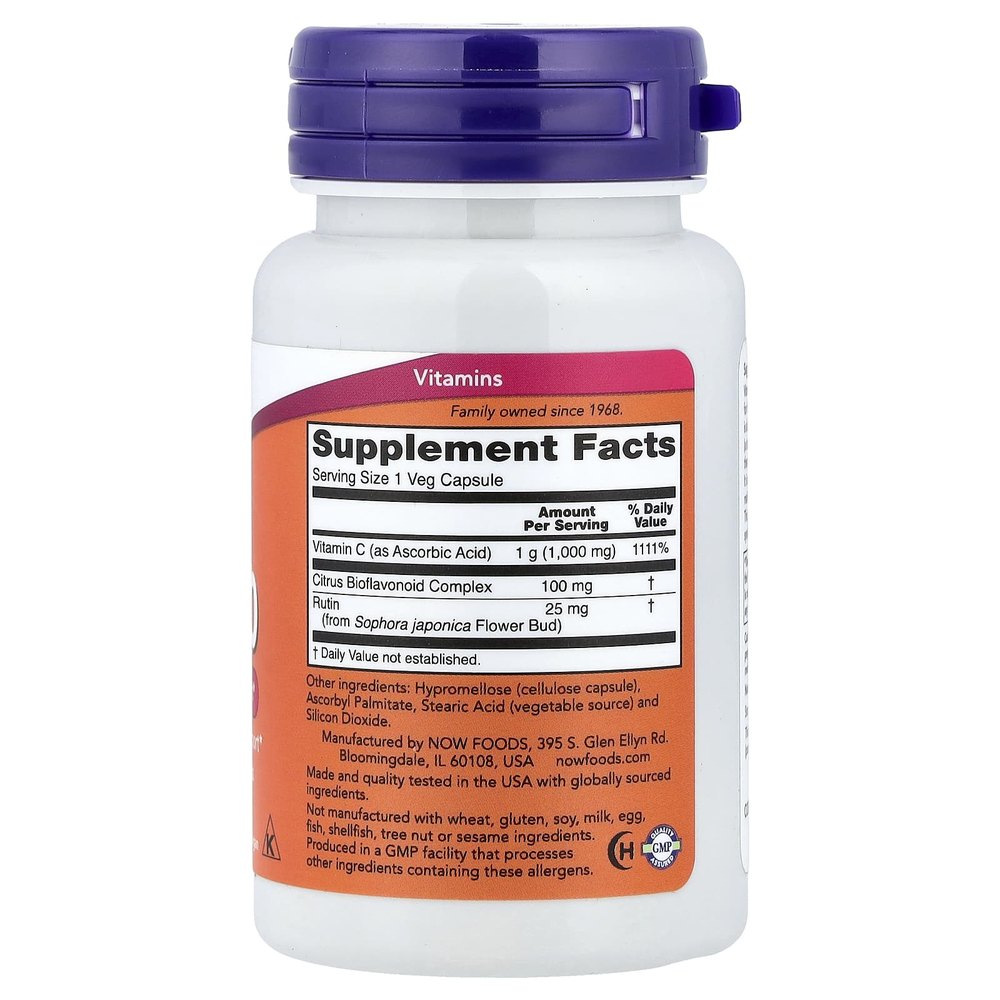 Vitamins
Family owned since 1968.
Supplement Facts
Serving Size 1 Veg Capsule
Amount Per Serving % Daily Value
Vitamin C (as Ascorbic Acid) 1 g (1,000 mg) 1111%
Citrus Bioflavonoid Complex 100 mg †
Rutin 25 mg †
(from Sophora japonica Flower Bud)
† Daily Value not established.
Other ingredients: Hypromellose (cellulose capsule),
Ascorbyl Palmitate, Stearic Acid (vegetable source) and
Silicon Dioxide.
Manufactured by NOW FOODS, 395 S. Glen Ellyn Rd.
Bloomingdale, IL 60108, USA nowfoods.com
Made and quality tested in the USA with globally sourced
ingredients.
Not manufactured with wheat, gluten, soy, milk, egg,
fish, shellfish, tree nut or sesame ingredients.
Produced in a GMP facility that processes
other ingredients containing these allergens.
K
H
QUALITY
GMP
ASSURED